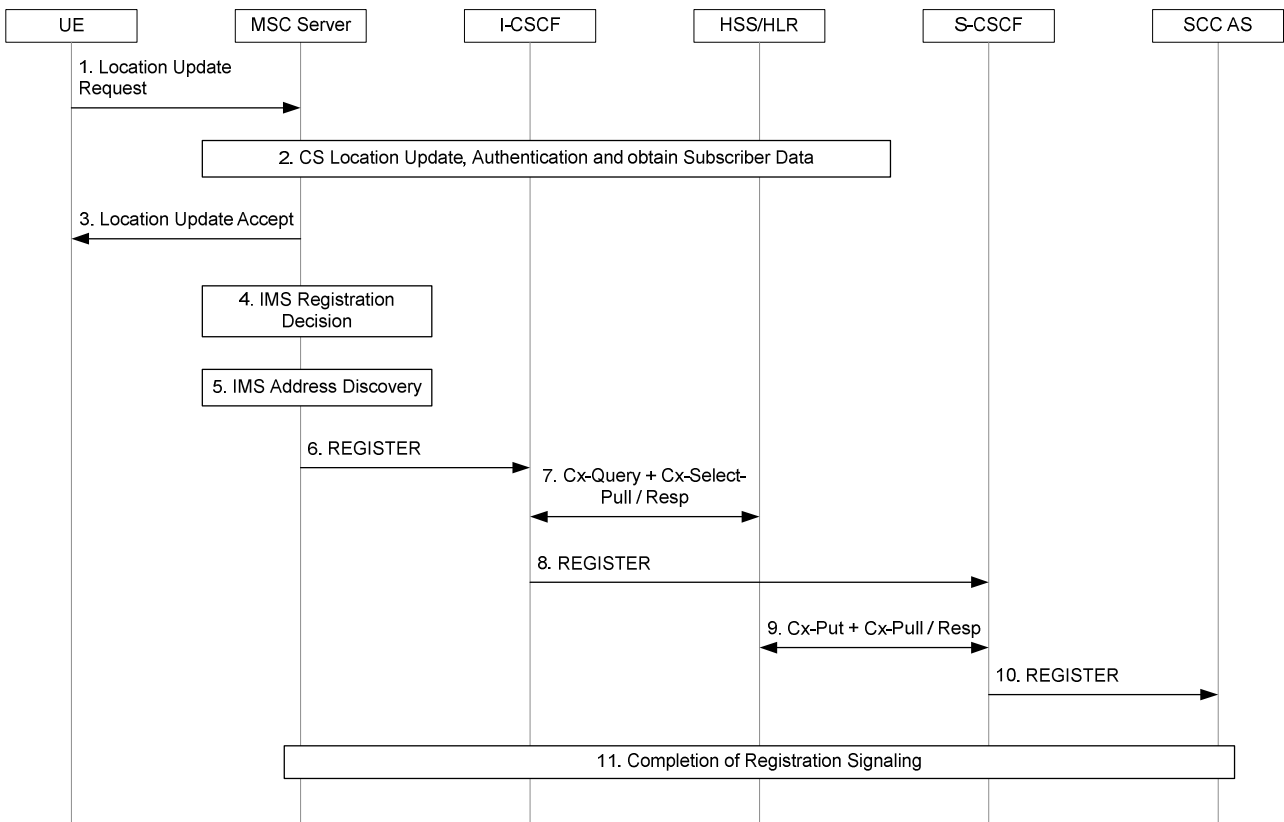 UE
MSC Server
I-CSCF
HSS/HLR
S-CSCF
SCC AS
1. Location Update
Request
2. CS Location Update, Authentication and obtain Subscriber Data
3. Location Update Accept
4. IMS Registration
Decision
5. IMS Address Discovery
6. REGISTER
7. Cx-Query + Cx-Select-
Pull / Resp
8. REGISTER
9. Cx-Put + Cx-Pull / Resp
10. REGISTER
11. Completion of Registration Signaling